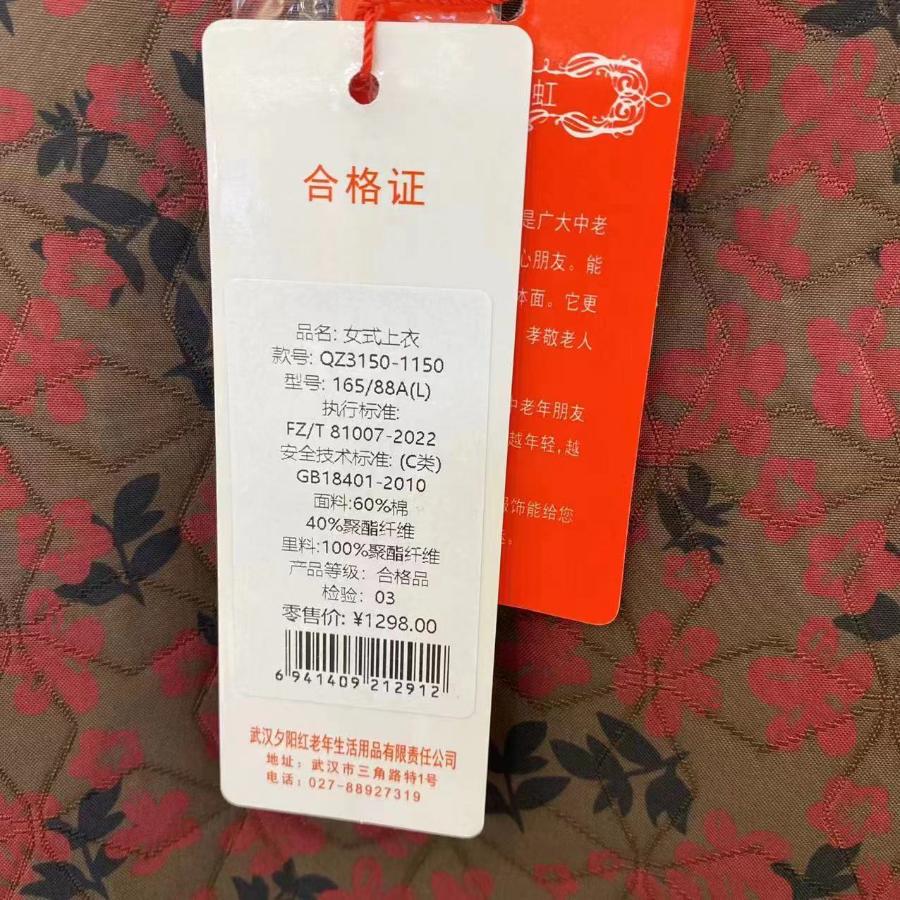 合格证
品名: 女式上衣
款号: QZ3150-1150
型号: 165/88A(L)
执行标准:
FZ/T 81007-2022
安全技术标准: (C类)
GB18401-2010
面料:60%棉
40%聚酯纤维
里料:100%聚酯纤维
产品等级: 合格品
检验: 03
零售价: ¥1298.00
6 941409 212912
武汉夕阳红老年生活用品有限责任公司
地址: 武汉市三角路特1号
电话: 027-88927319
虹
是广大中老
心朋友。能
体面。它更
孝敬老人
中老年朋友
越年轻,越
服饰能给您